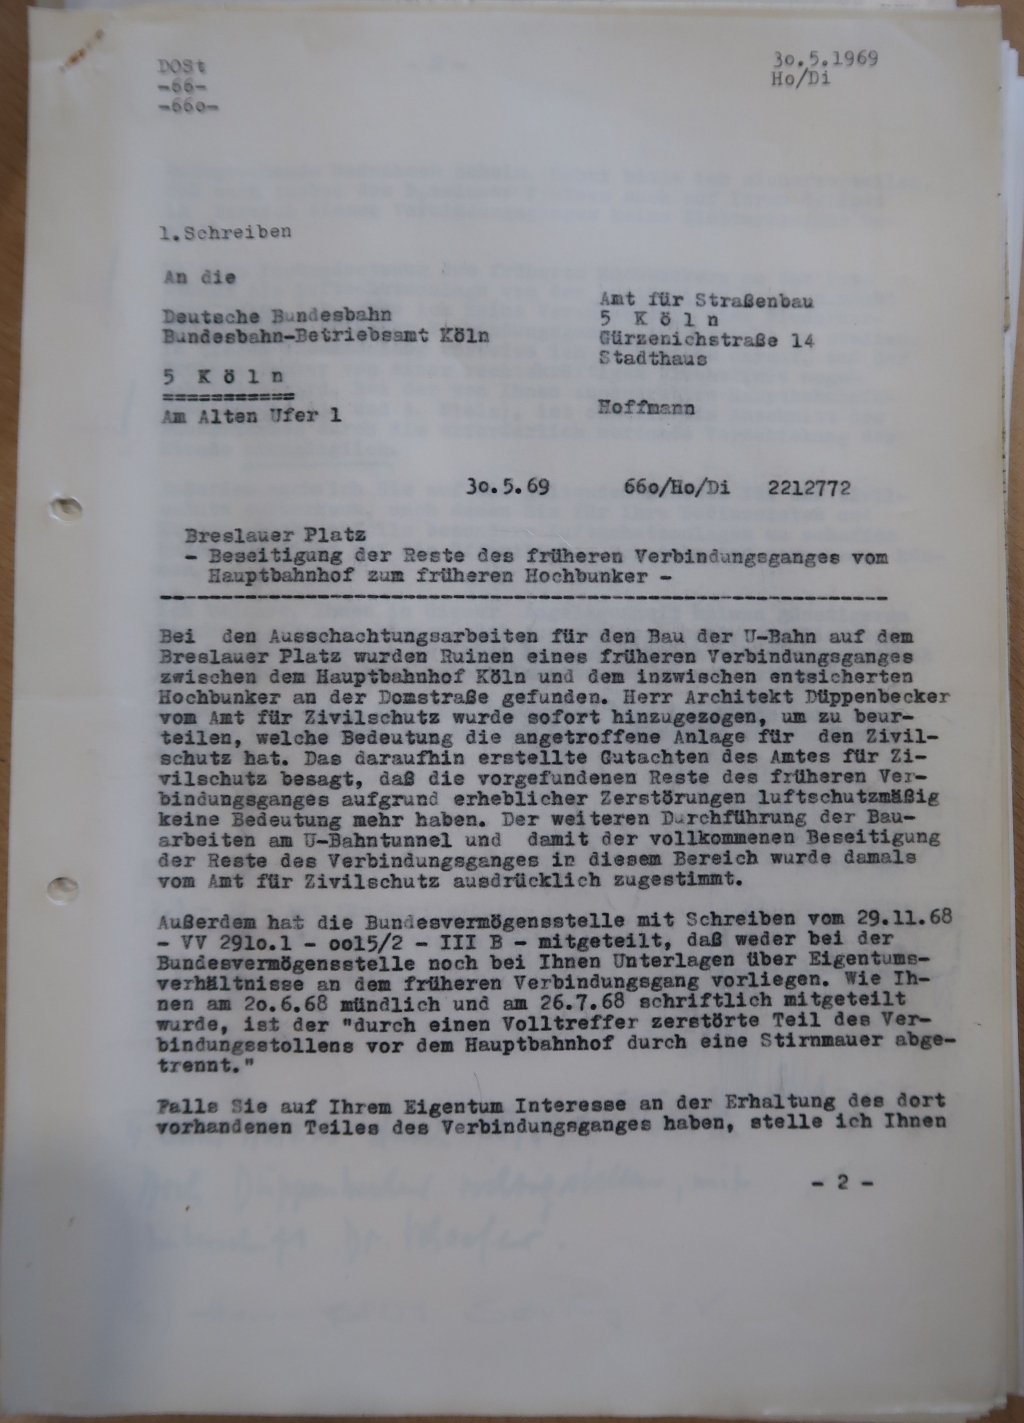 DOSt
-66-
-66o-
3o.5.1969
Ho/Di
1.Schreiben
An die
Deutsche Bundesbahn
Bundesbahn-Betriebsamt Köln
5 K ö l n
===========
Am Alten Ufer 1
Amt für Straßenbau
5 K ö l n
Gürzenichstraße 14
Stadthaus
Hoffmann
3o.5.69 66o/Ho/Di 2212772
Breslauer Platz
- Beseitigung der Reste des früheren Verbindungsganges vom
Hauptbahnhof zum früheren Hochbunker -
------------------------------------------------------------
Bei den Ausschachtungsarbeiten für den Bau der U-Bahn auf dem
Breslauer Platz wurden Ruinen eines früheren Verbindungsganges
zwischen dem Hauptbahnhof Köln und dem inzwischen entsicherten
Hochbunker an der Domstraße gefunden. Herr Architekt Düppenbecker
vom Amt für Zivilschutz wurde sofort hinzugezogen, um zu beur-
teilen, welche Bedeutung die angetroffene Anlage für den Zivil-
schutz hat. Das daraufhin erstellte Gutachten des Amtes für Zi-
vilschutz besagt, daß die vorgefundenen Reste des früheren Ver-
bindungsganges aufgrund erheblicher Zerstörungen luftschutzmäßig
keine Bedeutung mehr haben. Der weiteren Durchführung der Bau-
arbeiten am U-Bahntunnel und damit der vollkommenen Beseitigung
der Reste des Verbindungsganges in diesem Bereich wurde damals
vom Amt für Zivilschutz ausdrücklich zugestimmt.
Außerdem hat die Bundesvermögensstelle mit Schreiben vom 29.11.68
- VV 291o.1 - oo15/2 - III B - mitgeteilt, daß weder bei der
Bundesvermögensstelle noch bei Ihnen Unterlagen über Eigentums-
verhältnisse an dem früheren Verbindungsgang vorliegen. Wie Ih-
nen am 2o.6.68 mündlich und am 26.7.68 schriftlich mitgeteilt
wurde, ist der "durch einen Volltreffer zerstörte Teil des Ver-
bindungsstollens vor dem Hauptbahnhof durch eine Stirnmauer abge-
trennt."
Falls Sie auf Ihrem Eigentum Interesse an der Erhaltung des dort
vorhandenen Teiles des Verbindungsganges haben, stelle ich Ihnen
- 2 -